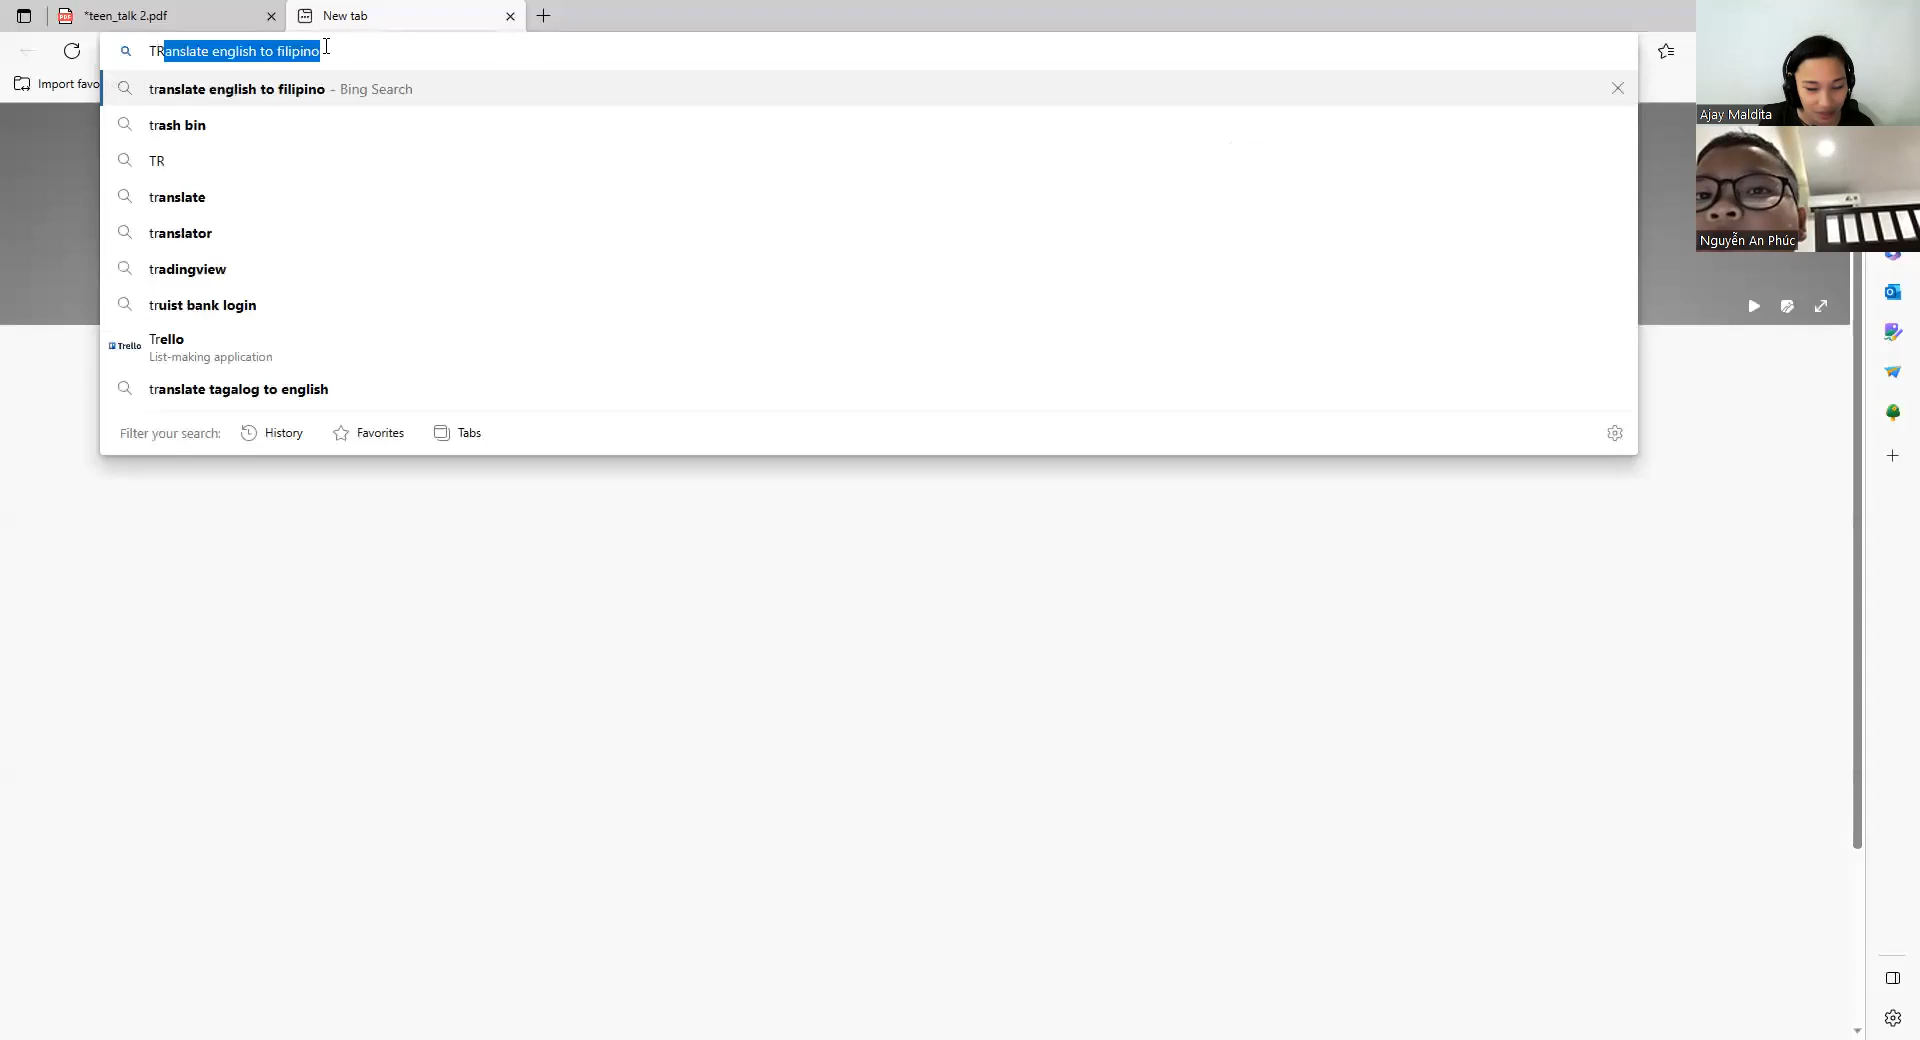 *teen_talk 2.pdf
New tab
TRanslate english to filipino
Import favo
translate english to filipino - Bing Search
trash bin
TR
translate
translator
tradingview
truist bank login
Trello
Trello
List-making application
translate tagalog to english
Filter your search:
History
Favorites
Tabs
Ajay Maldita
Nguyễn An Phúc